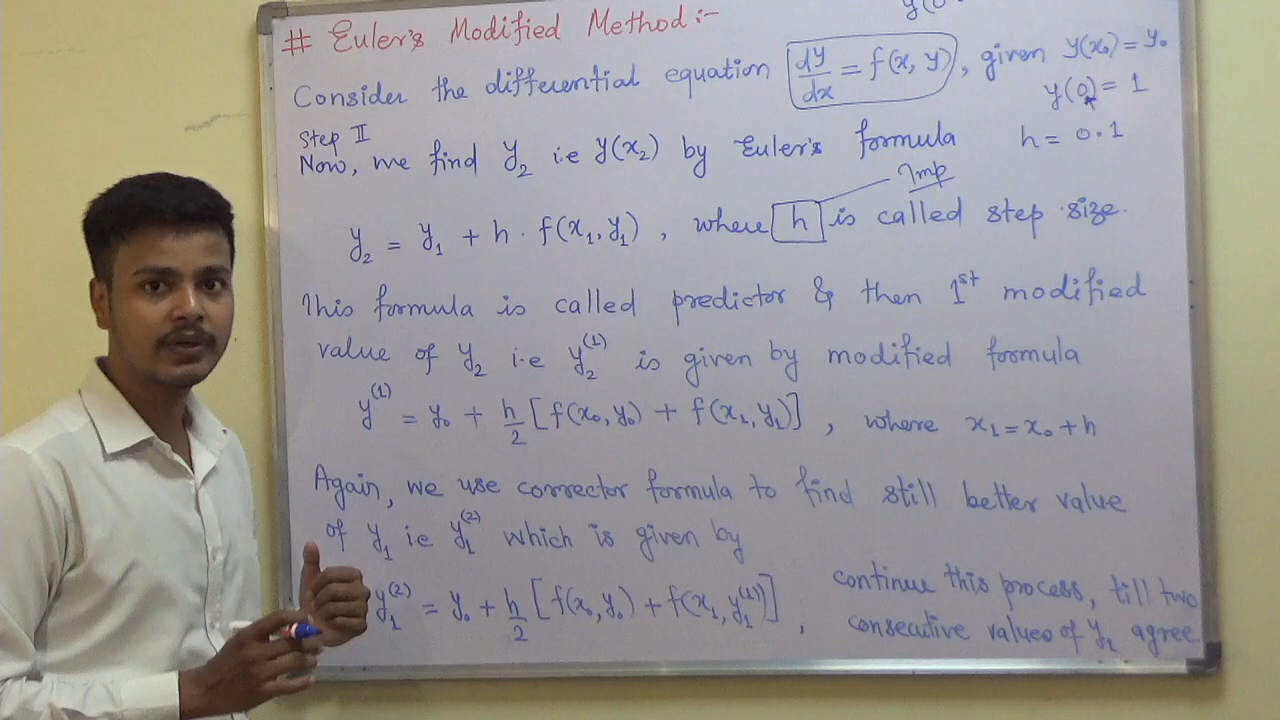 y(0.
# Euler's Modified Method :-
Consider the differential equation dy/dx = f(x, y), given y(x₀) = y₀
y(0) = 1
Step II
h = 0.1
Now, we find y₂ i.e y(x₂) by Euler's formula
Imp
y₂ = y₁ + h · f(x₁, y₁), where h is called step size.
This formula is called predictor & then 1st modified
value of y₂ i.e y₂⁽¹⁾ is given by modified formula
y⁽¹⁾ = y₀ + h/2 [f(x₀, y₀) + f(x₁, y₁)], where x₁ = x₀ + h
Again, we use corrector formula to find still better value
of y₁ ie y₁⁽²⁾ which is given by
y₁⁽²⁾ = y₀ + h/2 [f(x₀, y₀) + f(x₁, y₁⁽¹⁾)],
continue this process, till two
consecutive values of y₁ agree